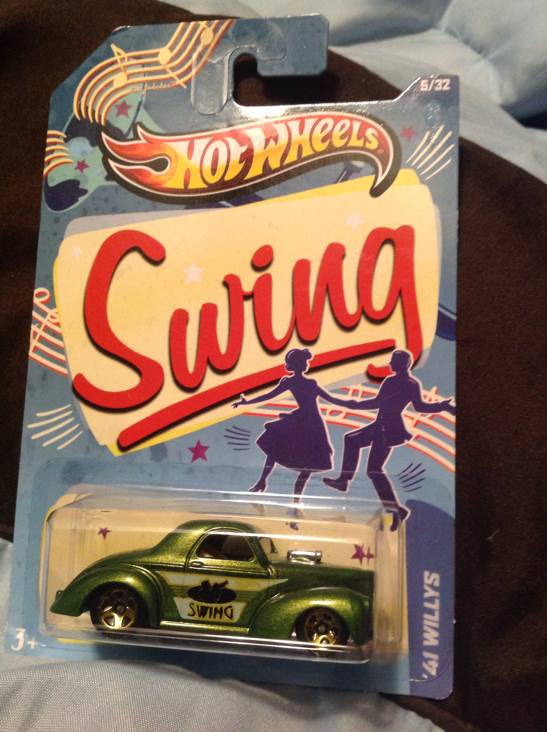 5/32
HOT WHEELS
Swing
SWING
3+
'41 WILLYS